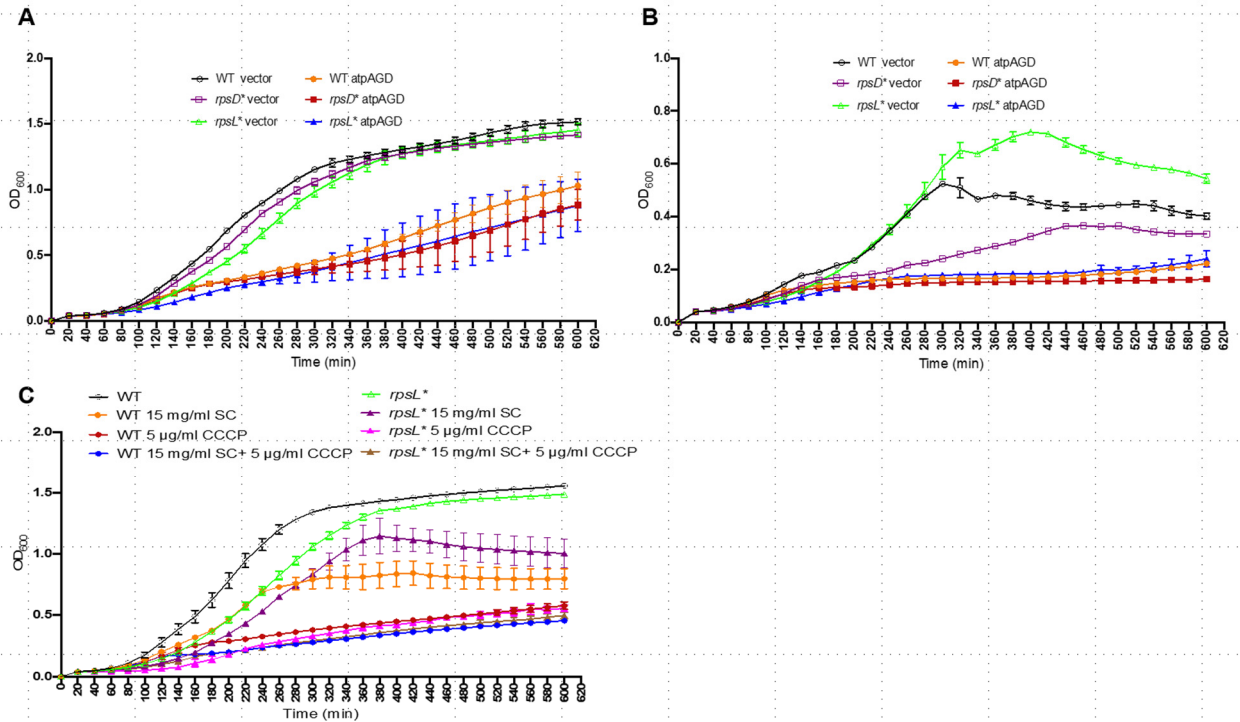 A
2.0
1.5
1.0
0.5
0.0
OD600
WT vector
rpsD* vector
rpsL* vector
WT atpAGD
rpsD* atpAGD
rpsL* atpAGD
0 20 40 60 80 100 120 140 160 180 200 220 240 260 280 300 320 340 360 380 400 420 440 460 480 500 520 540 560 580 600 620
Time (min)
B
1.0
0.8
0.6
0.4
0.2
0.0
OD600
WT vector
rpsD* vector
rpsL* vector
WT atpAGD
rpsD* atpAGD
rpsL* atpAGD
0 20 40 60 80 100 120 140 160 180 200 220 240 260 280 300 320 340 360 380 400 420 440 460 480 500 520 540 560 580 600 620
Time (min)
C
WT
WT 15 mg/ml SC
WT 5 µg/ml CCCP
WT 15 mg/ml SC+ 5 µg/ml CCCP
rpsL*
rpsL* 15 mg/ml SC
rpsL* 5 µg/ml CCCP
rpsL* 15 mg/ml SC+ 5 µg/ml CCCP
2.0
1.5
1.0
0.5
0.0
OD600
0 20 40 60 80 100 120 140 160 180 200 220 240 260 280 300 320 340 360 380 400 420 440 460 480 500 520 540 560 580 600 620
Time (min)